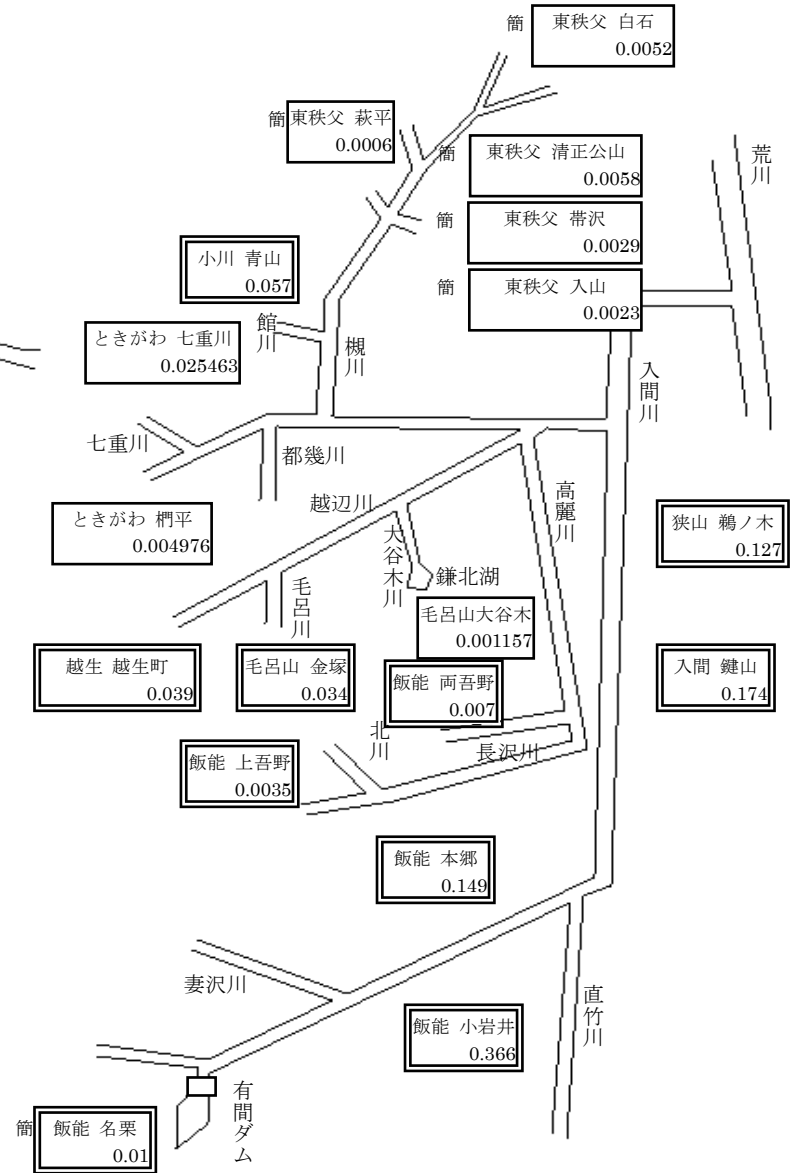 簡
東秩父 白石
0.0052
簡
東秩父 萩平
0.0006
簡
東秩父 清正公山
0.0058
荒川
簡
東秩父 帯沢
0.0029
小川 青山
0.057
簡
東秩父 入山
0.0023
館川
ときがわ 七重川
0.025463
槻川
入間川
七重川
都幾川
越辺川
高麗川
ときがわ 椚平
0.004976
大谷木川
狭山 鵜ノ木
0.127
鎌北湖
毛呂川
毛呂山大谷木
0.001157
越生 越生町
0.039
毛呂山 金塚
0.034
飯能 両吾野
0.007
入間 鍵山
0.174
北川
長沢川
飯能 上吾野
0.0035
飯能 本郷
0.149
妻沢川
直竹川
飯能 小岩井
0.366
有間ダム
簡
飯能 名栗
0.01